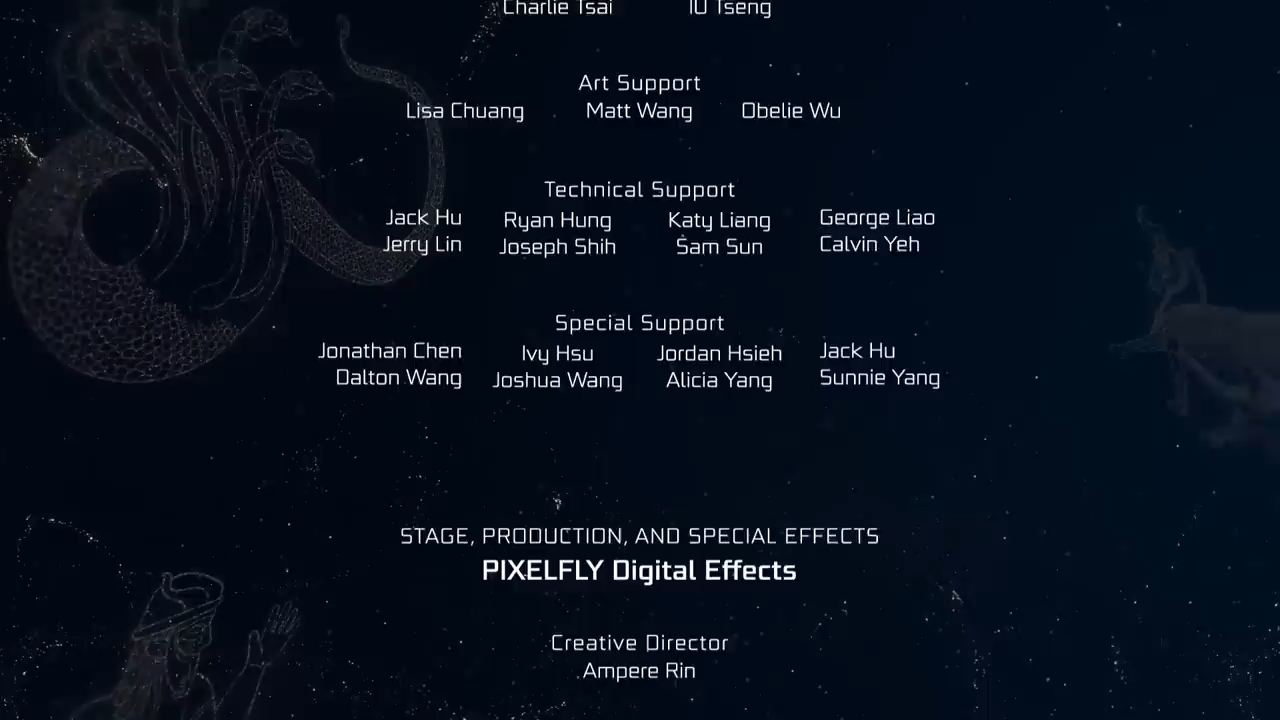 Charlie Tsai IU Tseng
Art Support
Lisa Chuang Matt Wang Obelie Wu
Technical Support
Jack Hu Ryan Hung Katy Liang George Liao
Jerry Lin Joseph Shih Sam Sun Calvin Yeh
Special Support
Jonathan Chen Ivy Hsu Jordan Hsieh Jack Hu
Dalton Wang Joshua Wang Alicia Yang Sunnie Yang
STAGE, PRODUCTION, AND SPECIAL EFFECTS
PIXELFLY Digital Effects
Creative Director
Ampere Rin